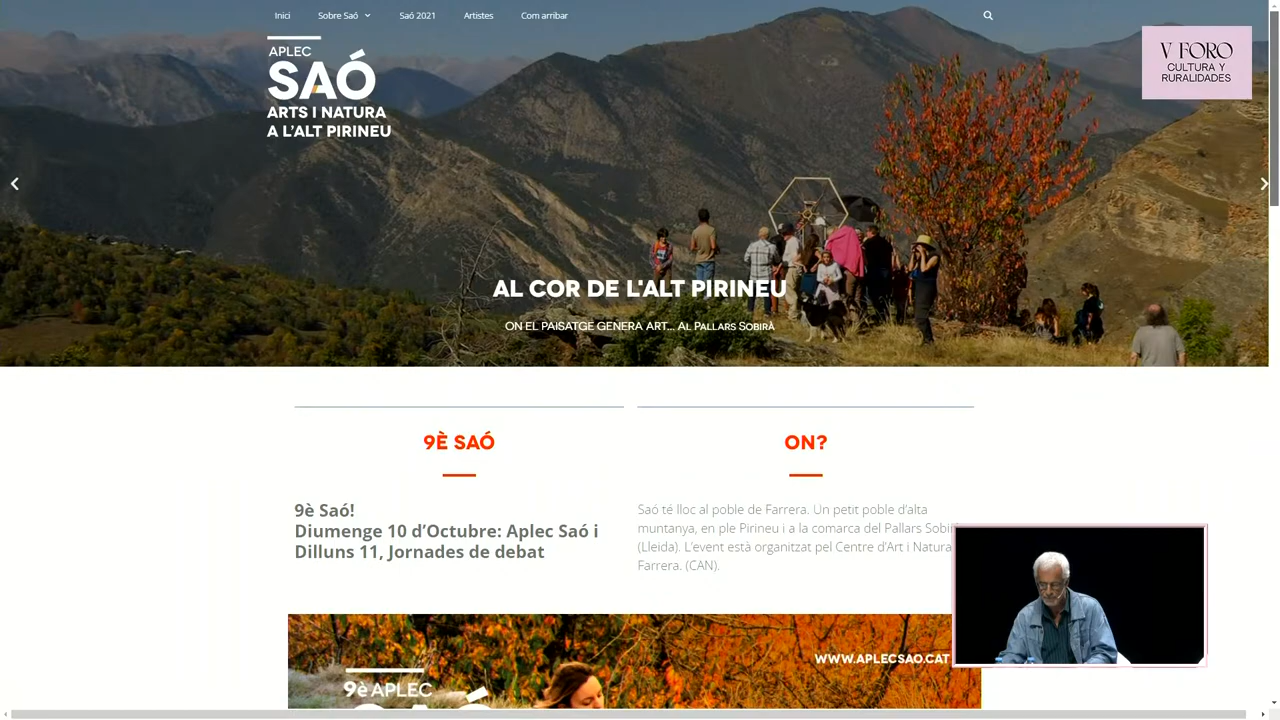 Inici Sobre Saó Saó 2021 Artistes Com arribar
APLEC
SAÓ
ARTS I NATURA
A L'ALT PIRINEU
V FORO
CULTURA Y
RURALIDADES
AL COR DE L'ALT PIRINEU
ON EL PAISATGE GENERA ART... AL PALLARS SOBIRÀ
9È SAÓ
9è Saó!
Diumenge 10 d'Octubre: Aplec Saó i
Dilluns 11, Jornades de debat
ON?
Saó té lloc al poble de Farrera. Un petit poble d'alta
muntanya, en ple Pirineu i a la comarca del Pallars
(Lleida). L'event està organitzat pel Centre d'Art i Natura
Farrera. (CAN).
WWW.APLECSAO.CAT
9è APLEC